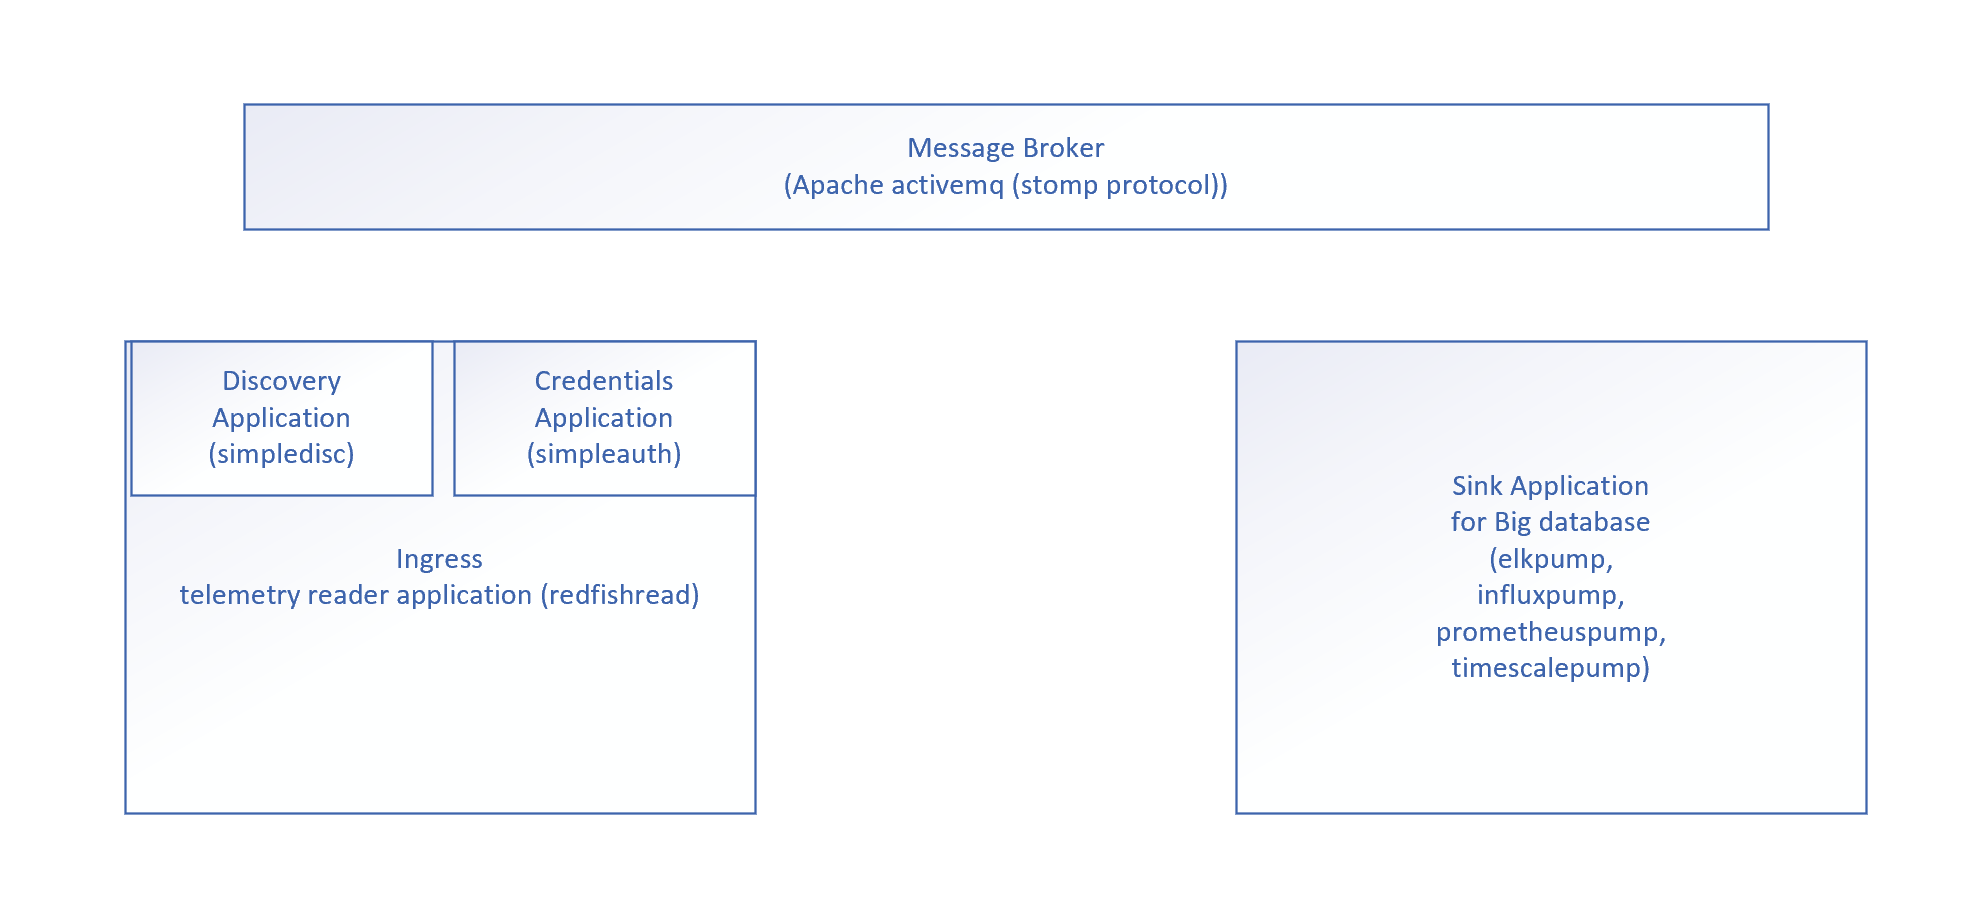 Message Broker
(Apache activemq (stomp protocol))
Discovery
Application
(simpledisc)
Credentials
Application
(simpleauth)
Ingress
telemetry reader application (redfishread)
Sink Application
for Big database
(elkpump,
influxpump,
prometheuspump,
timescalepump)